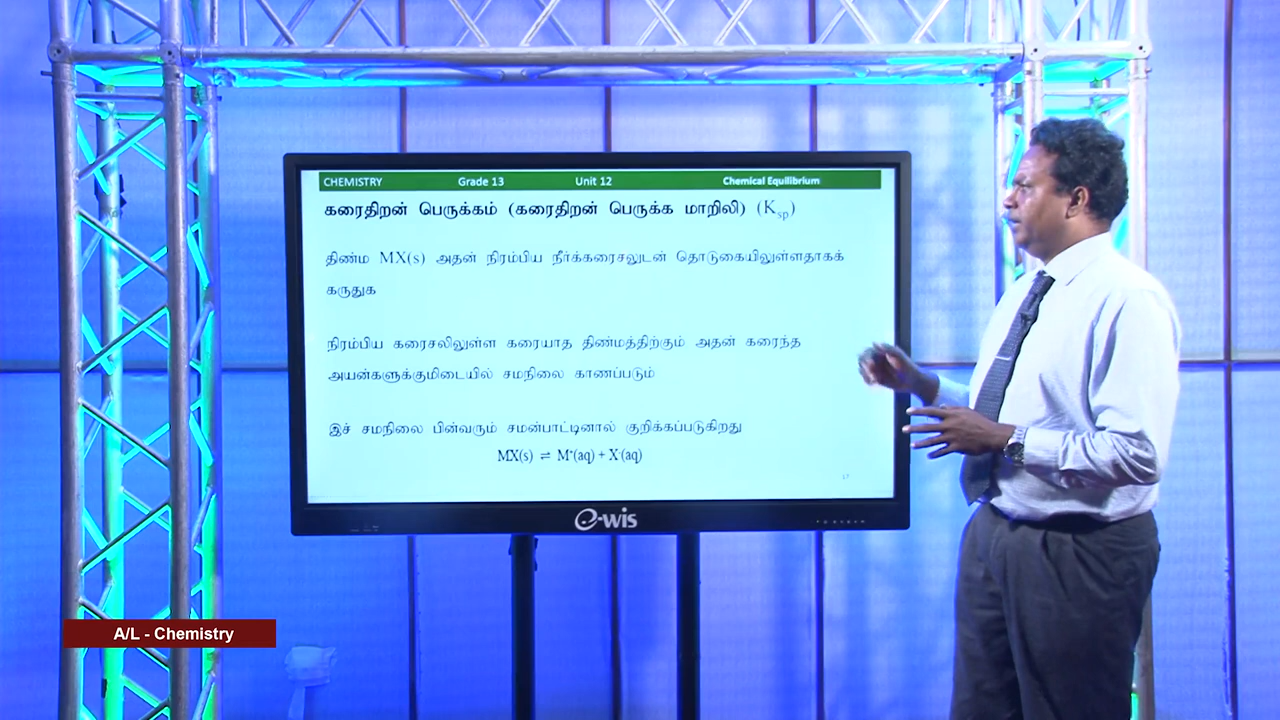 CHEMISTRY Grade 13 Unit 12 Chemical Equilibrium
கரைதிறன் பெருக்கம் (கரைதிறன் பெருக்க மாறிலி) (Kₛₚ)
திண்ம MX(s) அதன் நிரம்பிய நீர்க்கரைசலுடன் தொடுகையிலுள்ளதாகக்
கருதுக
நிரம்பிய கரைசலிலுள்ள கரையாத திண்மத்திற்கும் அதன் கரைந்த
அயன்களுக்குமிடையில் சமநிலை காணப்படும்
இச் சமநிலை பின்வரும் சமன்பாட்டினால் குறிக்கப்படுகிறது
MX(s) ⇌ M⁺(aq) + X⁻(aq)
17
e-wis
A/L - Chemistry